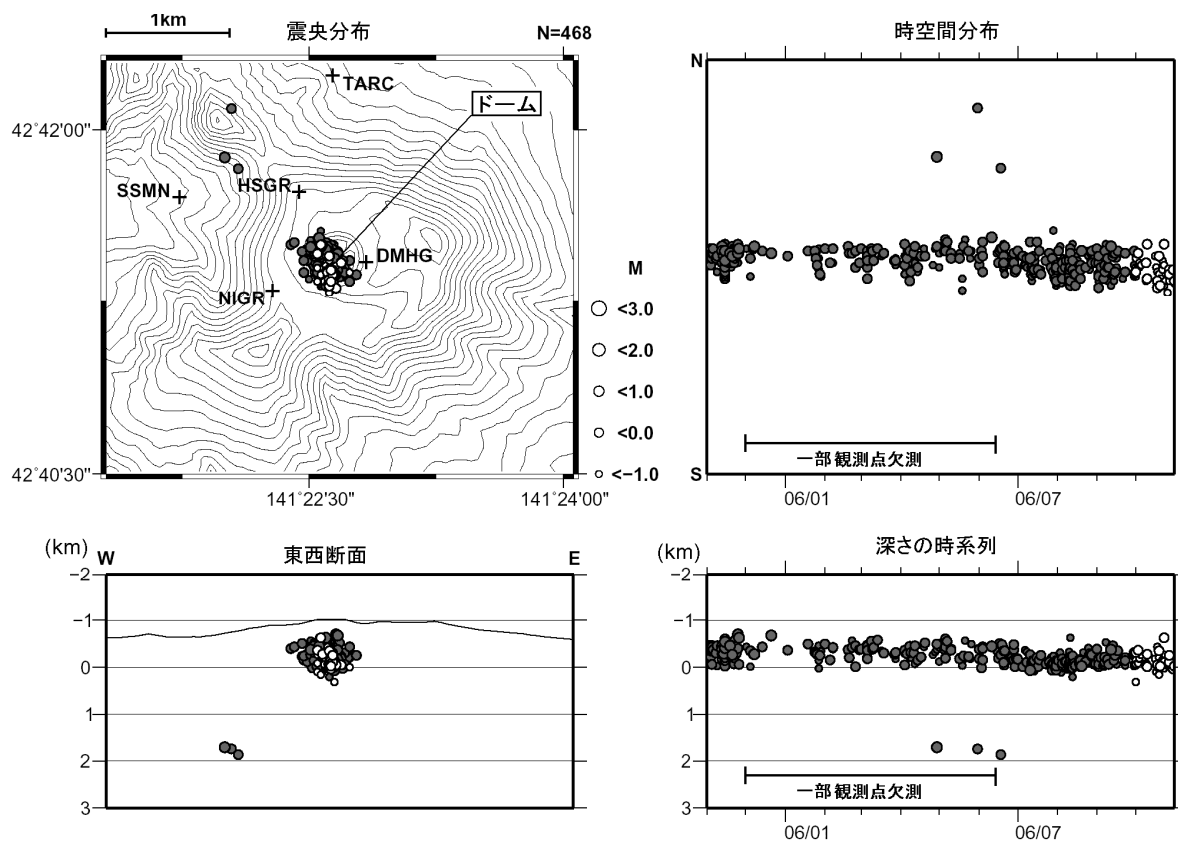 1km
震央分布
N=468
TARC
ドーム
42°42'00"
SSMN
HSGR
DMHG
NIGR
42°40'30"
141°22'30"
141°24'00"
M
<3.0
<2.0
<1.0
<0.0
<−1.0
時空間分布
N
一部観測点欠測
S
06/01
06/07
(km)
W
東西断面
E
−2
−1
0
1
2
3
(km)
深さの時系列
−2
−1
0
1
2
3
一部観測点欠測
06/01
06/07